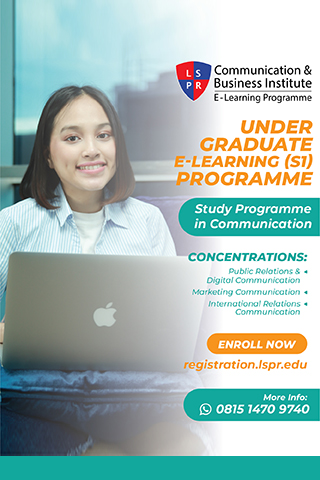 L S
P R
Communication &
Business Institute
E-Learning Programme
UNDER
GRADUATE
E-LEARNING (S1)
PROGRAMME
Study Programme
in Communication
CONCENTRATIONS:
Public Relations &
Digital Communication
Marketing Communication
International Relations
Communication
ENROLL NOW
registration.lspr.edu
More Info:
0815 1470 9740